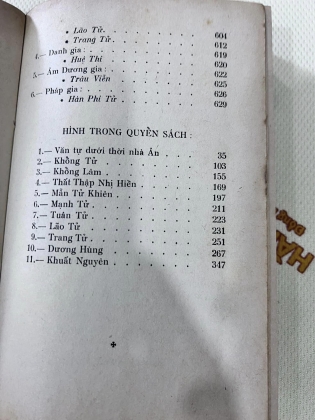 • Lão Tử . . . . . . . . 604
• Trang Tử . . . . . . . . 612
4.— Danh gia . . . . . . . . 619
• Huệ Thi . . . . . . . . 620
5.— Âm Dương gia : . . . . . . . 622
• Trâu Viễn . . . . . . . . 625
6.— Pháp gia : . . . . . . . . 626
• Hàn Phi Tử . . . . . . . . 629
HÌNH TRONG QUYỂN SÁCH :
1.— Văn tự dưới thời nhà Ân . . . . 35
2.— Khổng Tử . . . . . . . . 103
3.— Khổng Lâm . . . . . . . . 155
4.— Thất Thập Nhị Hiền . . . . . . 169
5.— Mẫn Tử Khiên . . . . . . . 197
6.— Mạnh Tử . . . . . . . . 211
7.— Tuân Tử . . . . . . . . 223
8.— Lão Tử . . . . . . . . 231
9.— Trang Tử . . . . . . . . 251
10.— Dương Hùng . . . . . . . 267
11.— Khuất Nguyên . . . . . . . 347